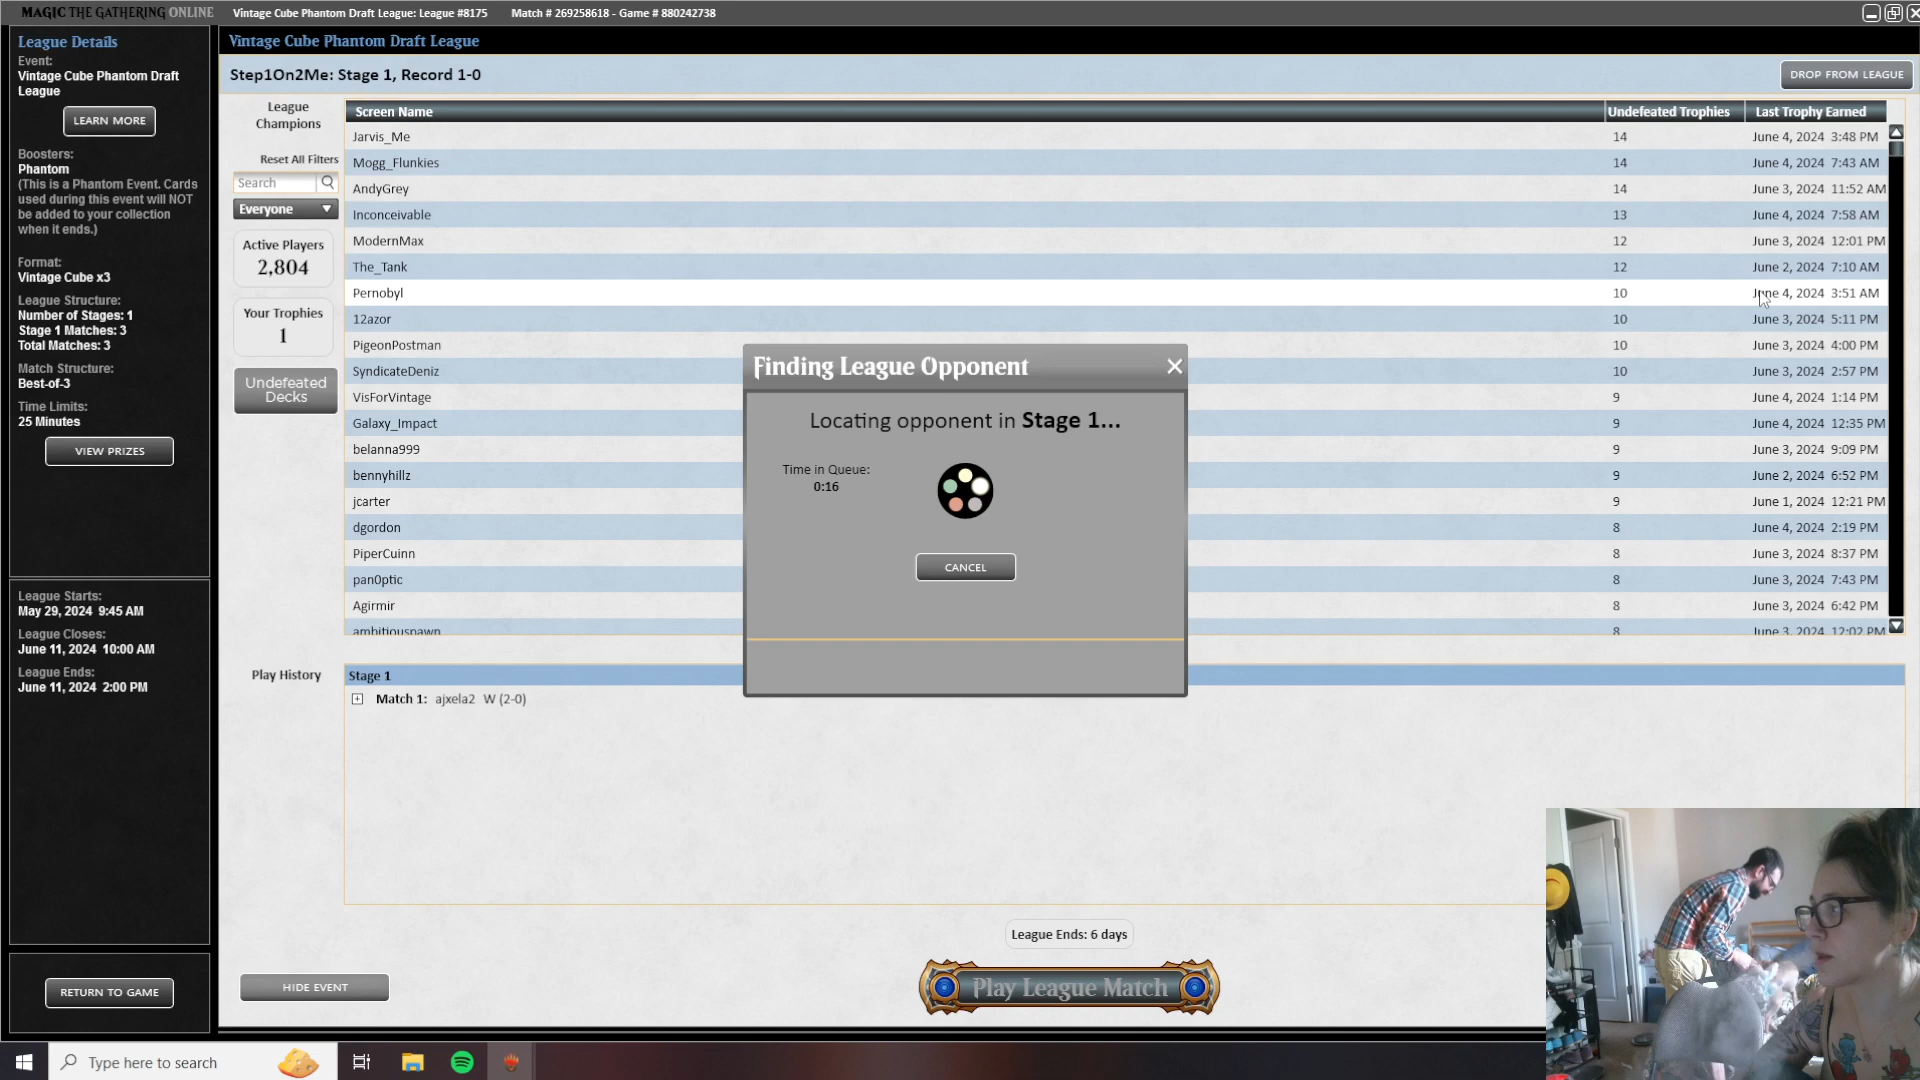 MAGIC THE GATHERING ONLINE
Vintage Cube Phantom Draft League: League #8175
Match # 269258618 - Game # 880242738
League Details
Event:
Vintage Cube Phantom Draft
League
LEARN MORE
Boosters:
Phantom
(This is a Phantom Event. Cards
used during this event will NOT
be added to your collection
when it ends.)
Format:
Vintage Cube x3
League Structure:
Number of Stages: 1
Stage 1 Matches: 3
Total Matches: 3
Match Structure:
Best-of-3
Time Limits:
25 Minutes
VIEW PRIZES
League Starts:
May 29, 2024 9:45 AM
League Closes:
June 11, 2024 10:00 AM
League Ends:
June 11, 2024 2:00 PM
RETURN TO GAME
Vintage Cube Phantom Draft League
Step1On2Me: Stage 1, Record 1-0
DROP FROM LEAGUE
League
Champions
Reset All Filters
Search
Everyone
Active Players
2,804
Your Trophies
1
Undefeated
Decks
Screen Name Undefeated Trophies Last Trophy Earned
Jarvis_Me 14 June 4, 2024 3:48 PM
Mogg_Flunkies 14 June 4, 2024 7:43 AM
AndyGrey 14 June 3, 2024 11:52 AM
Inconceivable 13 June 4, 2024 7:58 AM
ModernMax 12 June 3, 2024 12:01 PM
The_Tank 12 June 2, 2024 7:10 AM
Pernobyl 10 June 4, 2024 3:51 AM
12azor 10 June 3, 2024 5:11 PM
PigeonPostman 10 June 3, 2024 4:00 PM
SyndicateDeniz 10 June 3, 2024 2:57 PM
VisForVintage 9 June 4, 2024 1:14 PM
Galaxy_Impact 9 June 4, 2024 12:35 PM
belanna999 9 June 3, 2024 9:09 PM
bennyhillz 9 June 2, 2024 6:52 PM
jcarter 9 June 1, 2024 12:21 PM
dgordon 8 June 4, 2024 2:19 PM
PiperCuinn 8 June 3, 2024 8:37 PM
pan0ptic 8 June 3, 2024 7:43 PM
Agirmir 8 June 3, 2024 6:42 PM
ambitiouspawn 8 June 3, 2024 12:02 PM
Finding League Opponent
Locating opponent in Stage 1...
Time in Queue:
0:16
CANCEL
Play History
Stage 1
Match 1: ajxela2 W (2-0)
League Ends: 6 days
HIDE EVENT
Play League Match
Type here to search